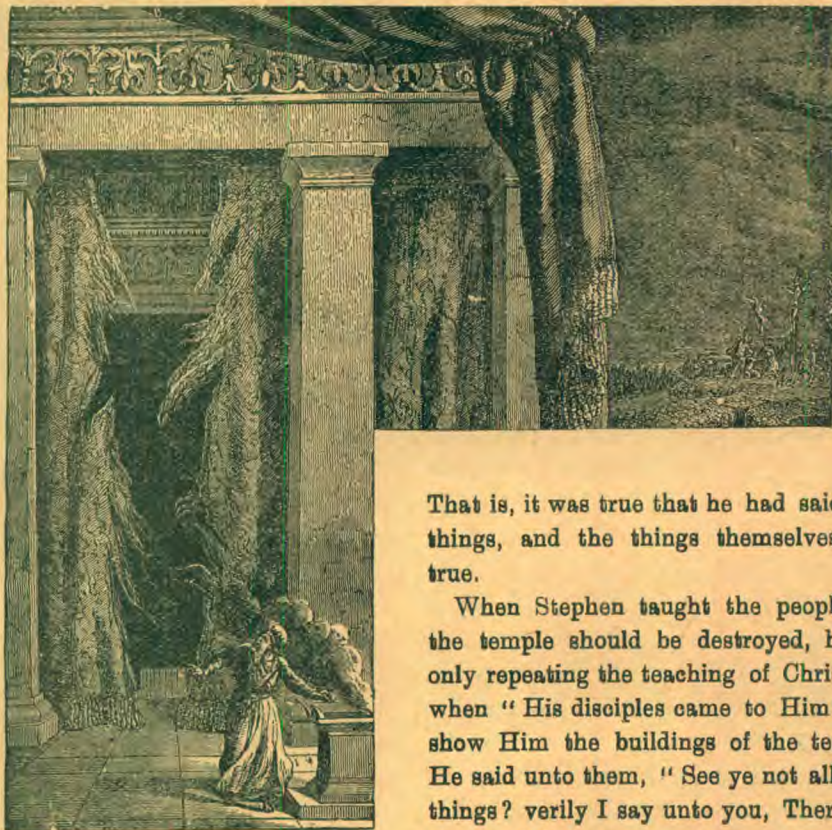 That is, it was true that he had said
things, and the things themselves
true.
When Stephen taught the peopl
the temple should be destroyed, h
only repeating the teaching of Chri
when “ His disciples came to Him
show Him the buildings of the te
He said unto them, “ See ye not all
things ? verily I say unto you, Ther